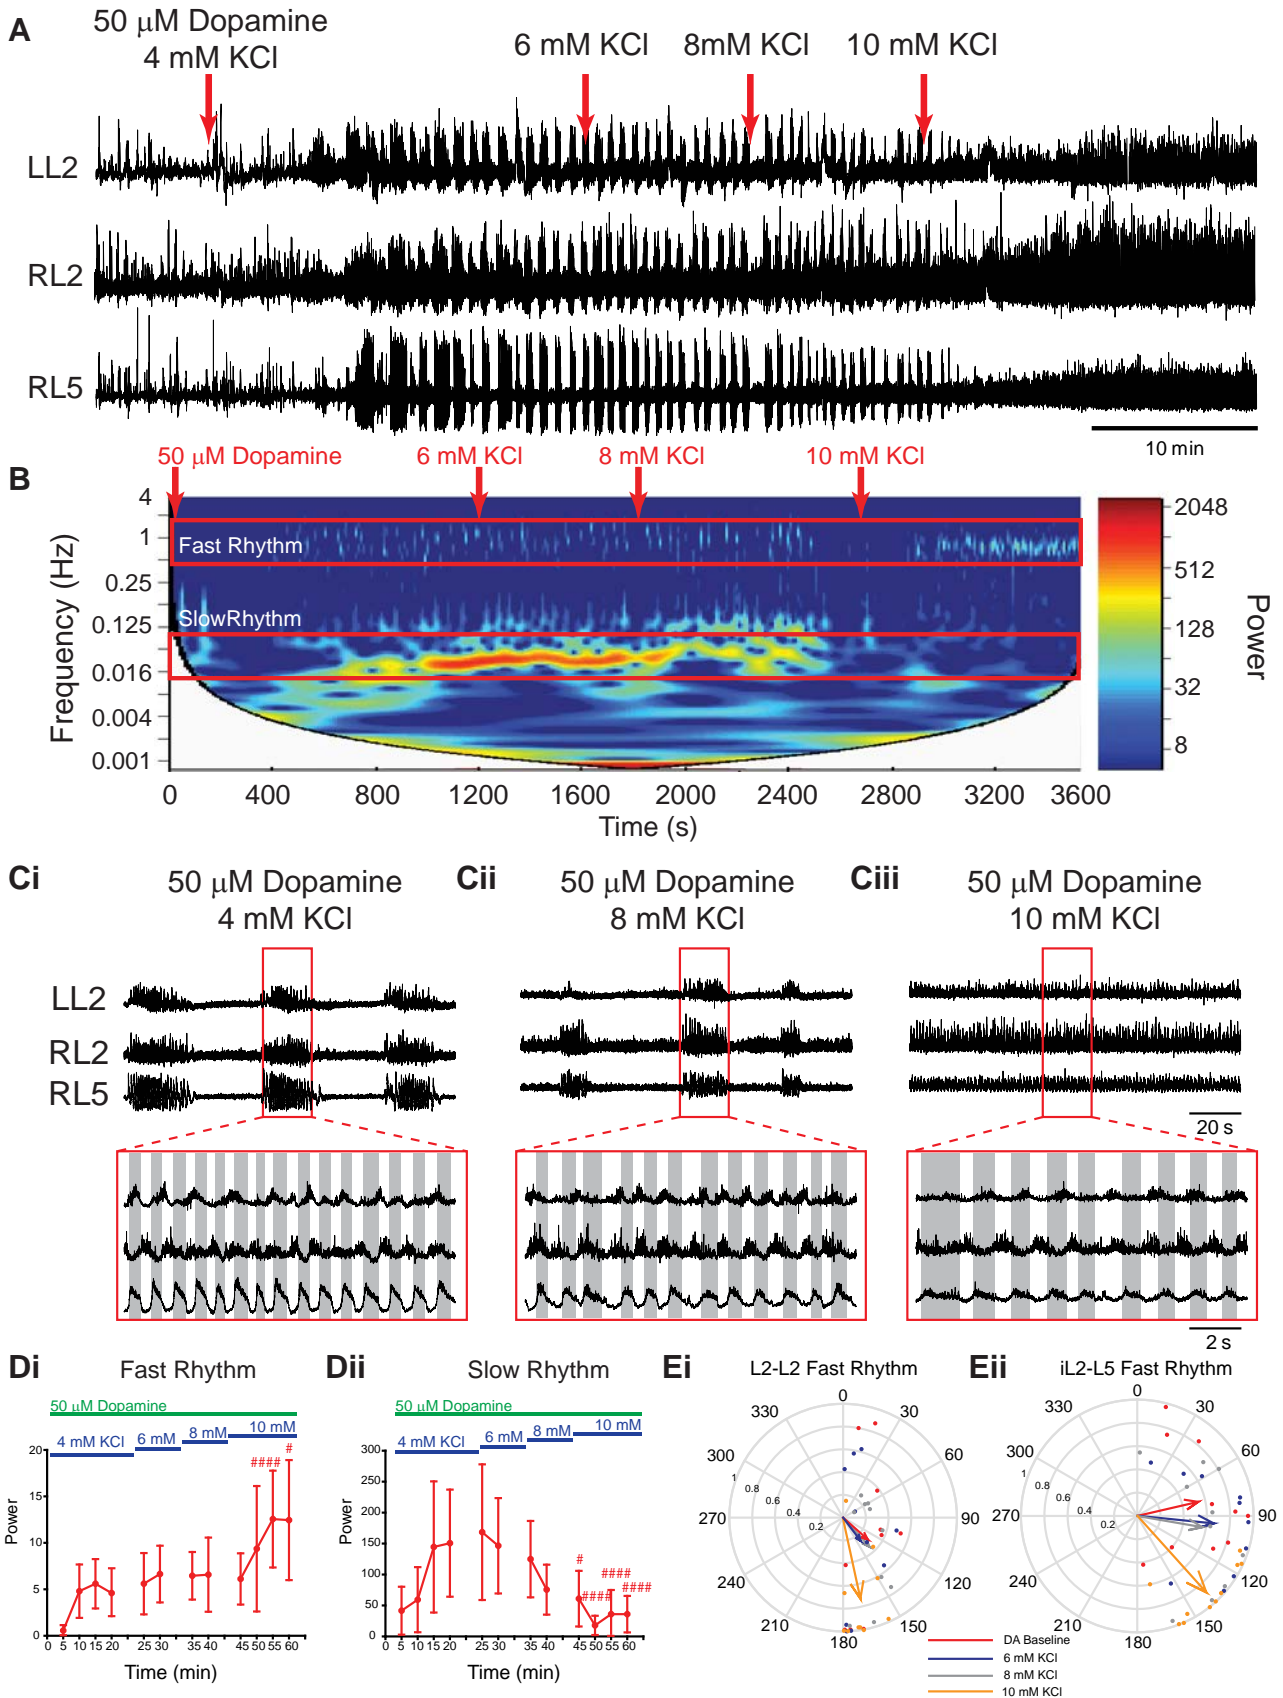 A
50 μM Dopamine
4 mM KCl
6 mM KCl
8mM KCl
10 mM KCl
LL2
RL2
RL5
10 min
B
50 μM Dopamine
6 mM KCl
8 mM KCl
10 mM KCl
Frequency (Hz)
4
1
0.25
0.125
0.016
0.004
0.001
Fast Rhythm
SlowRhythm
0 400 800 1200 1600 2000 2400 2800 3200 3600
Time (s)
2048
512
128
32
8
Power
Ci
50 μM Dopamine
4 mM KCl
Cii
50 μM Dopamine
8 mM KCl
Ciii
50 μM Dopamine
10 mM KCl
LL2
RL2
RL5
20 s
2 s
Di
Fast Rhythm
50 μM Dopamine
4 mM KCl
6 mM
8 mM
10 mM
####
#
Power
20
15
10
5
0
5 10 15 20 25 30 35 40 45 50 55 60
0
Time (min)
Dii
Slow Rhythm
50 μM Dopamine
4 mM KCl
6 mM
8 mM
10 mM
#
####
####
####
Power
300
250
200
150
100
50
0
0 5 10 15 20 25 30 35 40 45 50 55 60
Time (min)
Ei
L2-L2 Fast Rhythm
0
30
60
90
120
150
180
210
240
270
300
330
1
0.8
0.6
0.4
0.2
Eii
iL2-L5 Fast Rhythm
0
30
60
90
120
150
180
210
240
270
300
330
1
0.8
0.6
0.4
0.2
DA Baseline
6 mM KCl
8 mM KCl
10 mM KCl